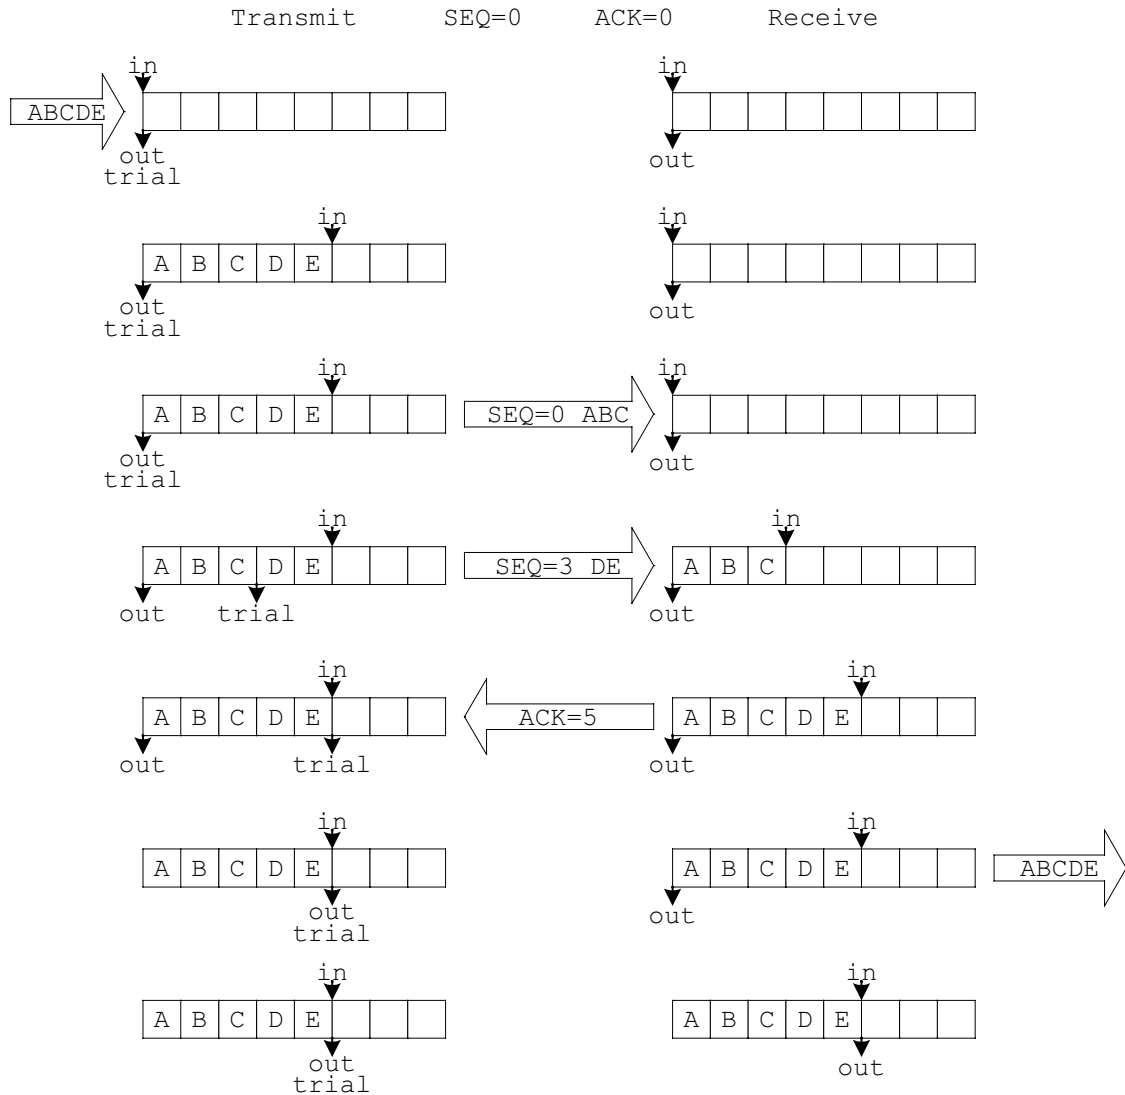 Transmit SEQ=0 ACK=0 Receive
in in
ABCDE
out out
trial
in in
A B C D E
out out
trial
in in
A B C D E SEQ=0 ABC
out out
trial
in in
A B C D E SEQ=3 DE A B C
out trial out
in in
A B C D E ACK=5 A B C D E
out trial out
in in
A B C D E A B C D E ABCDE
out out
trial
in in
A B C D E A B C D E
out out
trial